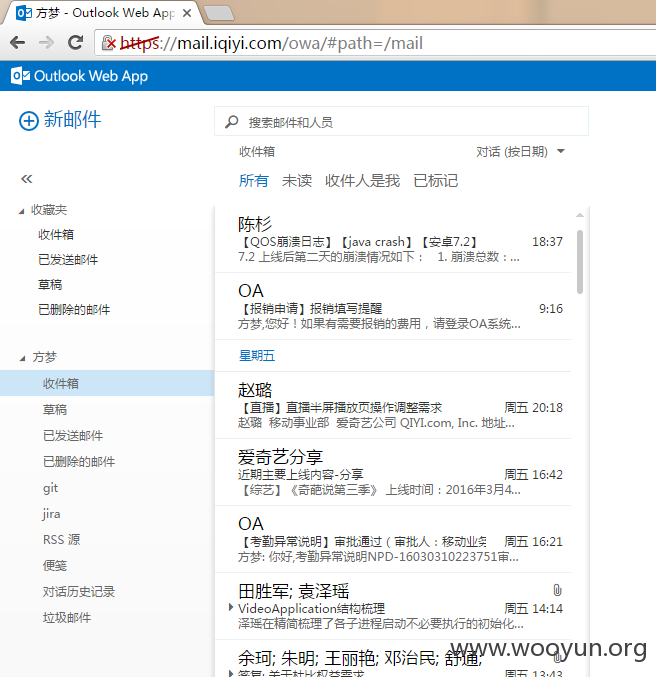 方梦 - Outlook Web App
https://mail.iqiyi.com/owa/#path=/mail
Outlook Web App
新邮件
搜索邮件和人员
收件箱 对话 (按日期)
所有 未读 收件人是我 已标记
收藏夹
收件箱
已发送邮件
草稿
已删除的邮件
方梦
收件箱
草稿
已发送邮件
已删除的邮件
git
jira
RSS 源
便笺
对话历史记录
垃圾邮件
陈杉
【QOS崩溃日志】【java crash】【安卓7.2】 18:37
7.2 上线后第二天的崩溃情况如下： 1. 崩溃总数：...
OA
【报销申请】报销填写提醒 9:16
方梦,您好！如果有需要报销的费用，请登录OA系统...
星期五
赵璐
【直播】直播半屏播放页操作调整需求 周五 20:18
赵璐 移动事业部 爱奇艺公司 QIYI.com, Inc. 地址...
爱奇艺分享
近期主要上线内容-分享 周五 16:42
【综艺】《奇葩说第三季》 上线时间：2016年3月4...
OA
【考勤异常说明】审批通过（审批人：移动业务 周五 16:21
方梦: 你好,考勤异常说明NPD-16030310223751审...
田胜军; 袁泽瑶
VideoApplication结构梳理 周五 14:14
泽瑶在精简梳理了各子进程启动不必要执行的初始化...
余珂; 朱明; 王丽艳; 邓治民; 舒通;
答复: 关于杜比权益需求 周五 13:43
www.wooyun.org